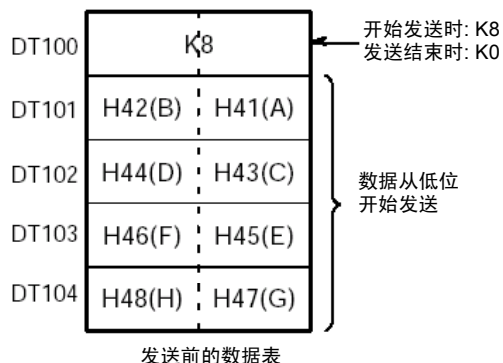 DT100 K8 开始发送时: K8
发送结束时: K0
DT101 H42(B) H41(A)
DT102 H44(D) H43(C)
数据从低位
开始发送
DT103 H46(F) H45(E)
DT104 H48(H) H47(G)
发送前的数据表